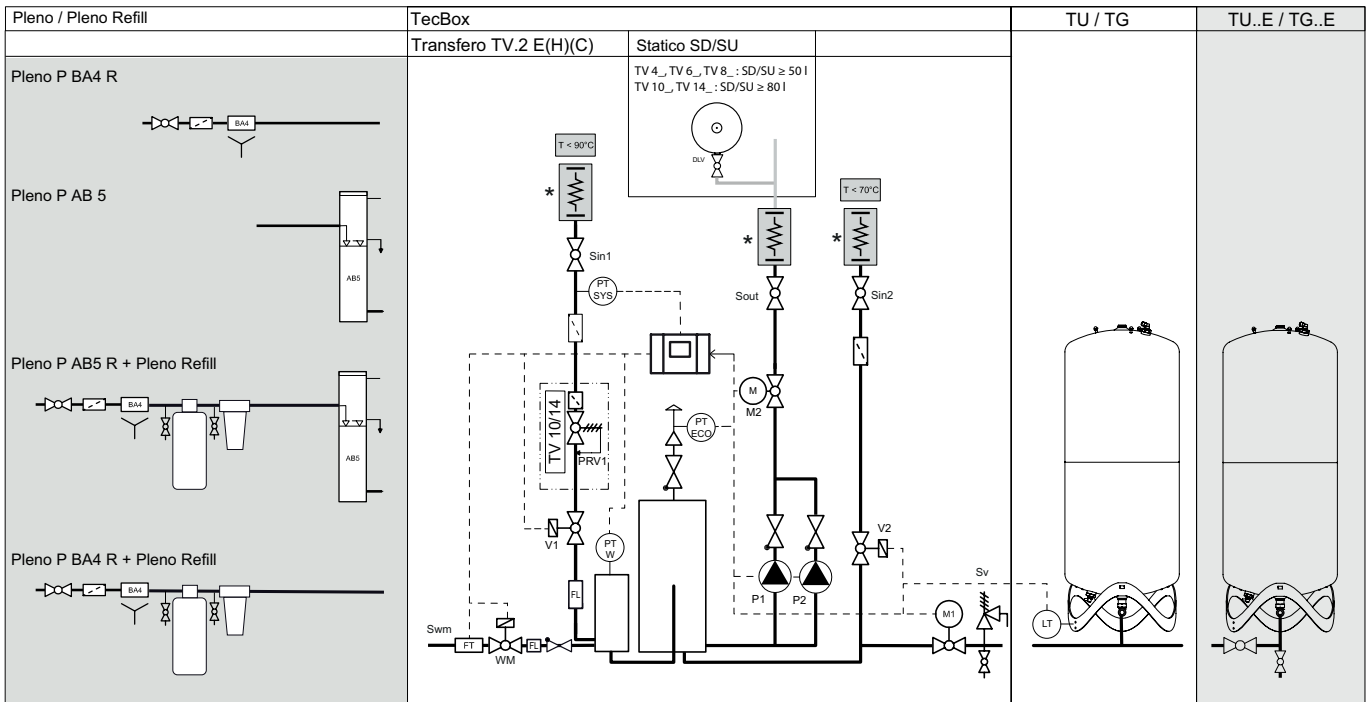 Pleno / Pleno Refill
TecBox
TU / TG
TU..E / TG..E
Transfero TV.2 E(H)(C)
Statico SD/SU
Pleno P BA4 R
BA4
Pleno P AB 5
AB5
Pleno P AB5 R + Pleno Refill
BA4
AB5
Pleno P BA4 R + Pleno Refill
BA4
TV 4_, TV 6_, TV 8_ : SD/SU ≥ 50 l
TV 10_, TV 14_ : SD/SU ≥ 80 l
DLV
T < 90°C
T < 70°C
*
*
*
Sin1
PT
SYS
Sout
Sin2
M
M2
PT
ECO
TV 10/14
PRV1
V1
PT
W
V2
FL
P1
P2
Sv
M1
LT
Swm
FT
WM
FL